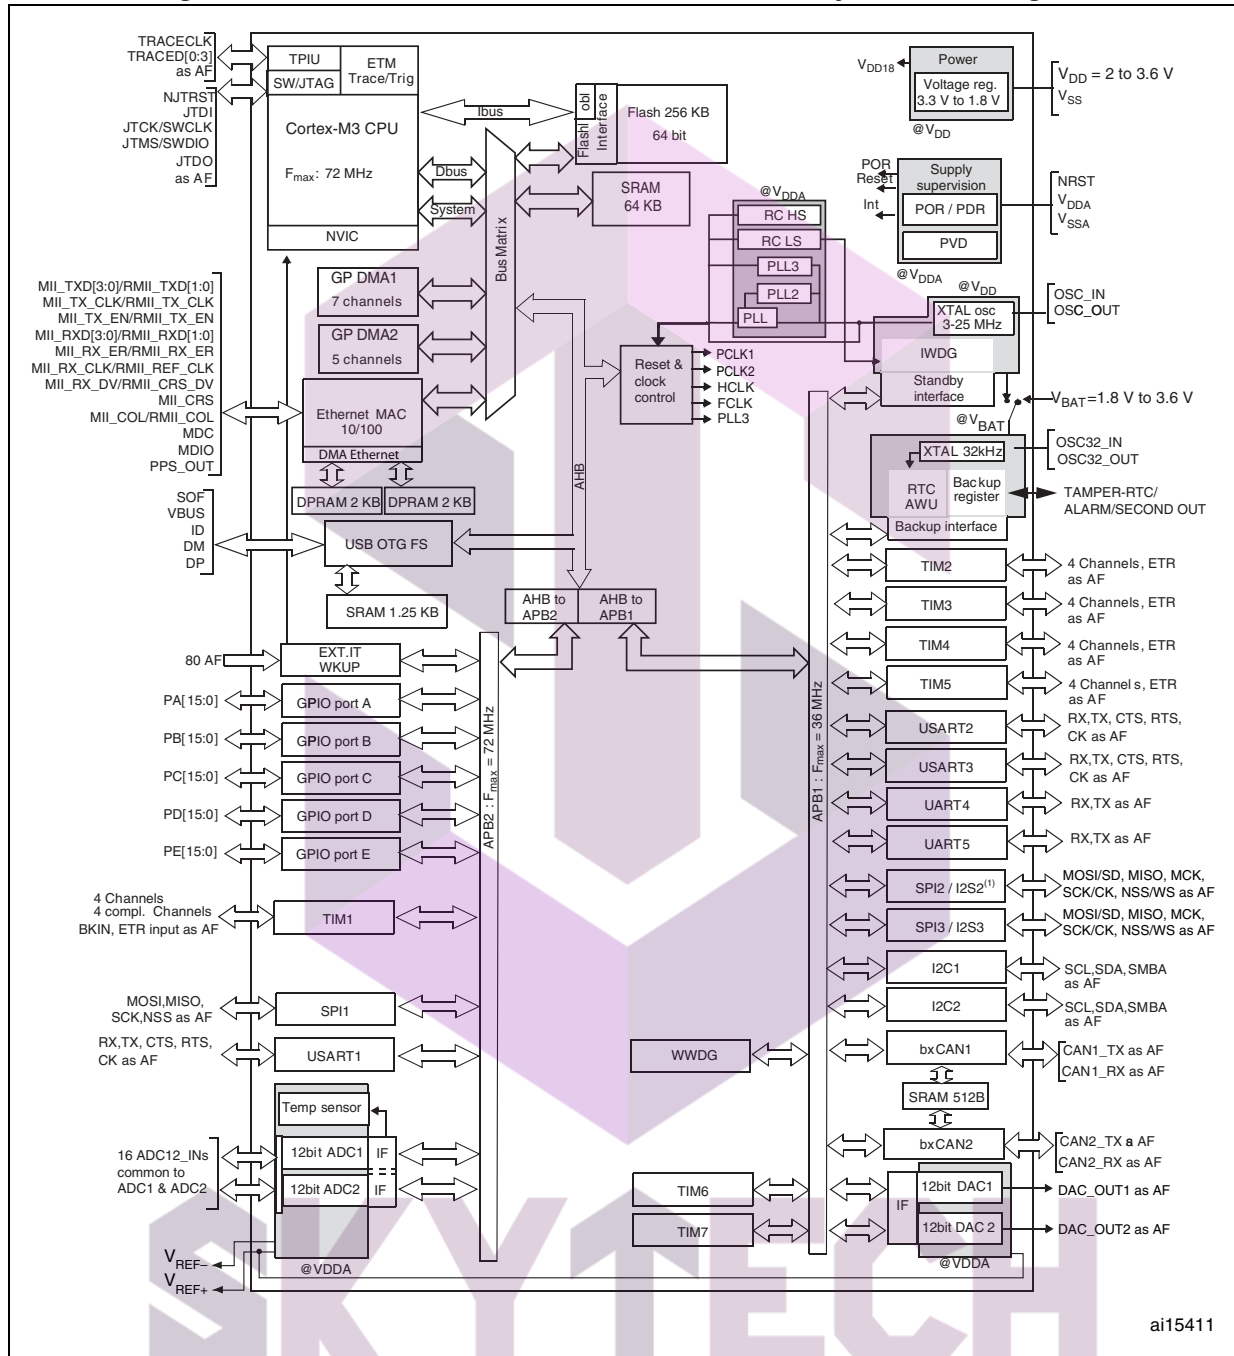 TRACECLK
TRACED[0:3]
as AF
NJTRST
JTDI
JTCK/SWCLK
JTMS/SWDIO
JTDO
as AF
TPIU
ETM
Trace/Trig
SW/JTAG
Cortex-M3 CPU
Fmax: 72 MHz
NVIC
Ibus
Dbus
System
Bus Matrix
Flashl obl
Interface
Flash 256 KB
64 bit
SRAM
64 KB
Power
VDD18
Voltage reg.
3.3 V to 1.8 V
VDD = 2 to 3.6 V
VSS
@VDD
POR
Reset
Int
Supply
supervision
POR / PDR
PVD
NRST
VDDA
VSSA
@VDDA
@VDDA
RC HS
RC LS
PLL3
PLL2
PLL
@VDD
XTAL osc
3-25 MHz
IWDG
Standby
interface
OSC_IN
OSC_OUT
VBAT=1.8 V to 3.6 V
@VBAT
XTAL 32kHz
OSC32_IN
OSC32_OUT
RTC
AWU
Backup
register
Backup interface
TAMPER-RTC/
ALARM/SECOND OUT
GP DMA1
7 channels
GP DMA2
5 channels
Reset &
clock
control
PCLK1
PCLK2
HCLK
FCLK
PLL3
MII_TXD[3:0]/RMII_TXD[1:0]
MII_TX_CLK/RMII_TX_CLK
MII_TX_EN/RMII_TX_EN
MII_RXD[3:0]/RMII_RXD[1:0]
MII_RX_ER/RMII_RX_ER
MII_RX_CLK/RMII_REF_CLK
MII_RX_DV/RMII_CRS_DV
MII_CRS
MII_COL/RMII_COL
MDC
MDIO
PPS_OUT
Ethernet MAC
10/100
DMA Ethernet
DPRAM 2 KB
DPRAM 2 KB
AHB
SOF
VBUS
ID
DM
DP
USB OTG FS
SRAM 1.25 KB
AHB to
APB2
AHB to
APB1
80 AF
EXT.IT
WKUP
PA[15:0]
GPIO port A
PB[15:0]
GPIO port B
PC[15:0]
GPIO port C
PD[15:0]
GPIO port D
PE[15:0]
GPIO port E
APB2 : Fmax = 72 MHz
APB1 : Fmax = 36 MHz
4 Channels
4 compl. Channels
BKIN, ETR input as AF
TIM1
MOSI,MISO,
SCK,NSS as AF
SPI1
RX,TX, CTS, RTS,
CK as AF
USART1
Temp sensor
16 ADC12_INs
common to
ADC1 & ADC2
12bit ADC1
IF
12bit ADC2
IF
VREF–
VREF+
@VDDA
TIM2
4 Channels, ETR
as AF
TIM3
4 Channels, ETR
as AF
TIM4
4 Channels, ETR
as AF
TIM5
4 Channels, ETR
as AF
USART2
RX,TX, CTS, RTS,
CK as AF
USART3
RX,TX, CTS, RTS,
CK as AF
UART4
RX,TX as AF
UART5
RX,TX as AF
SPI2 / I2S2(1)
MOSI/SD, MISO, MCK,
SCK/CK, NSS/WS as AF
SPI3 / I2S3
MOSI/SD, MISO, MCK,
SCK/CK, NSS/WS as AF
I2C1
SCL,SDA,SMBA
as AF
I2C2
SCL,SDA,SMBA
as AF
WWDG
bxCAN1
CAN1_TX as AF
CAN1_RX as AF
SRAM 512B
bxCAN2
CAN2_TX a AF
CAN2_RX as AF
TIM6
TIM7
IF
12bit DAC1
DAC_OUT1 as AF
12bit DAC 2
DAC_OUT2 as AF
@VDDA
SKYTECH
ai15411